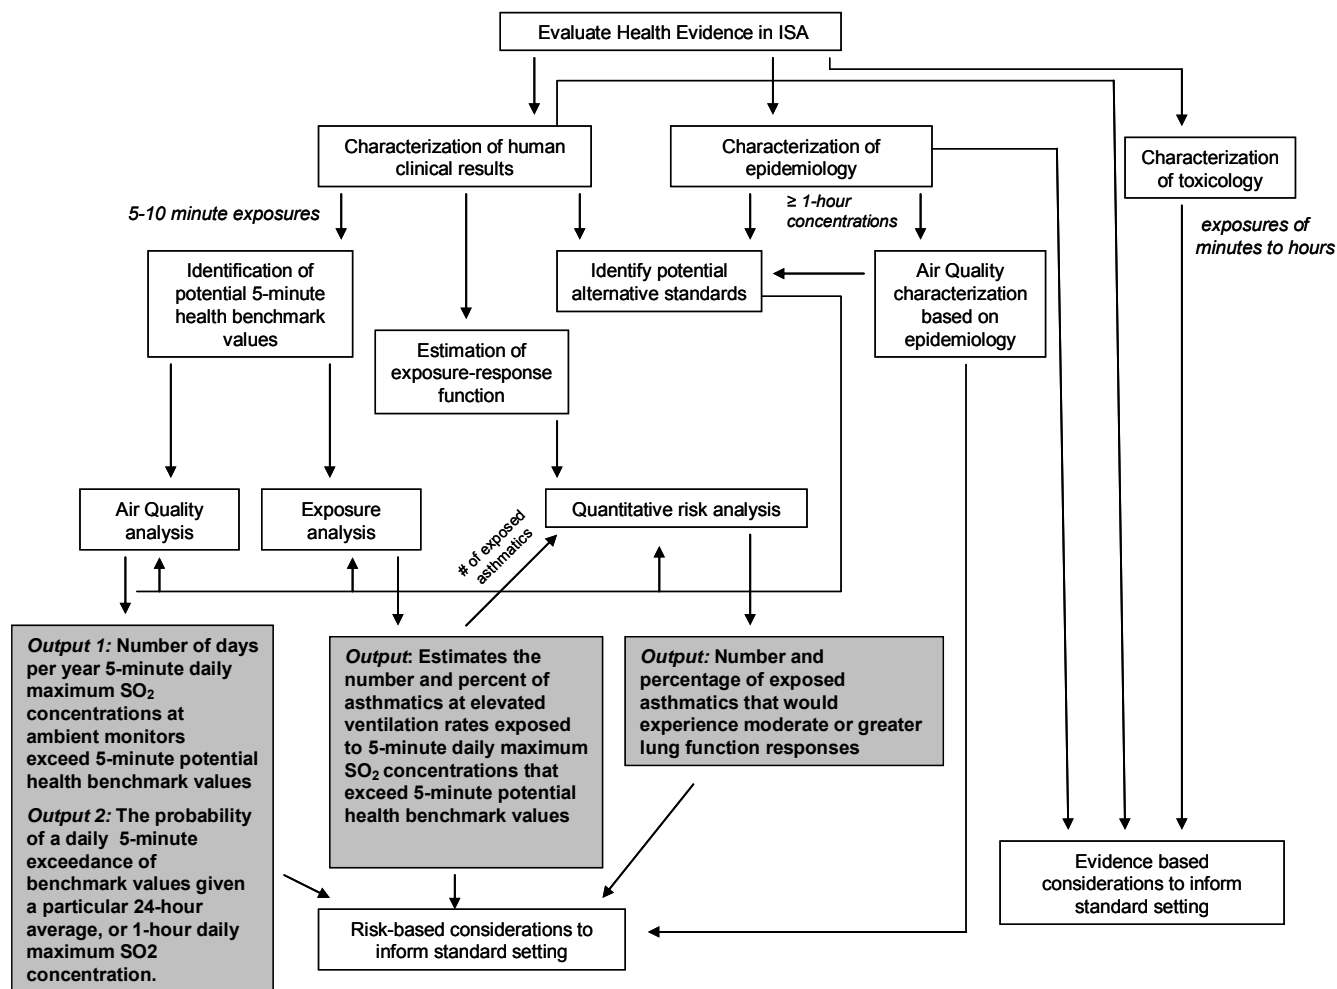 Evaluate Health Evidence in ISA
Characterization of human
clinical results
Characterization of
epidemiology
Characterization
of toxicology
5-10 minute exposures
≥ 1-hour
concentrations
exposures of
minutes to hours
Identification of
potential 5-minute
health benchmark
values
Identify potential
alternative standards
Air Quality
characterization
based on
epidemiology
Estimation of
exposure-response
function
Air Quality
analysis
Exposure
analysis
# of exposed
asthmatics
Quantitative risk analysis
Output 1: Number of days
per year 5-minute daily
maximum SO₂
concentrations at
ambient monitors
exceed 5-minute potential
health benchmark values
Output 2: The probability
of a daily 5-minute
exceedance of
benchmark values given
a particular 24-hour
average, or 1-hour daily
maximum SO2
concentration.
Output: Estimates the
number and percent of
asthmatics at elevated
ventilation rates exposed
to 5-minute daily maximum
SO₂ concentrations that
exceed 5-minute potential
health benchmark values
Output: Number and
percentage of exposed
asthmatics that would
experience moderate or greater
lung function responses
Risk-based considerations to
inform standard setting
Evidence based
considerations to inform
standard setting